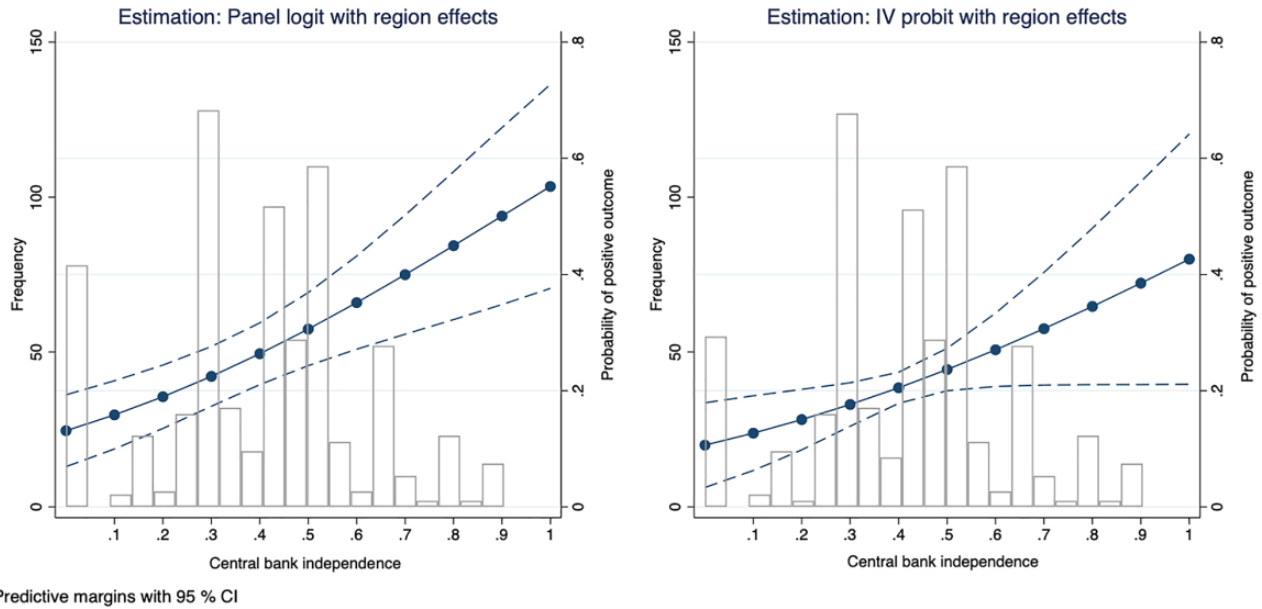 Estimation: Panel logit with region effects
150
100
50
0
Frequency
.8
.6
.4
.2
0
Probability of positive outcome
.1 .2 .3 .4 .5 .6 .7 .8 .9 1
Central bank independence
Estimation: IV probit with region effects
150
100
50
0
Frequency
.8
.6
.4
.2
0
Probability of positive outcome
.1 .2 .3 .4 .5 .6 .7 .8 .9 1
Central bank independence
Predictive margins with 95 % CI